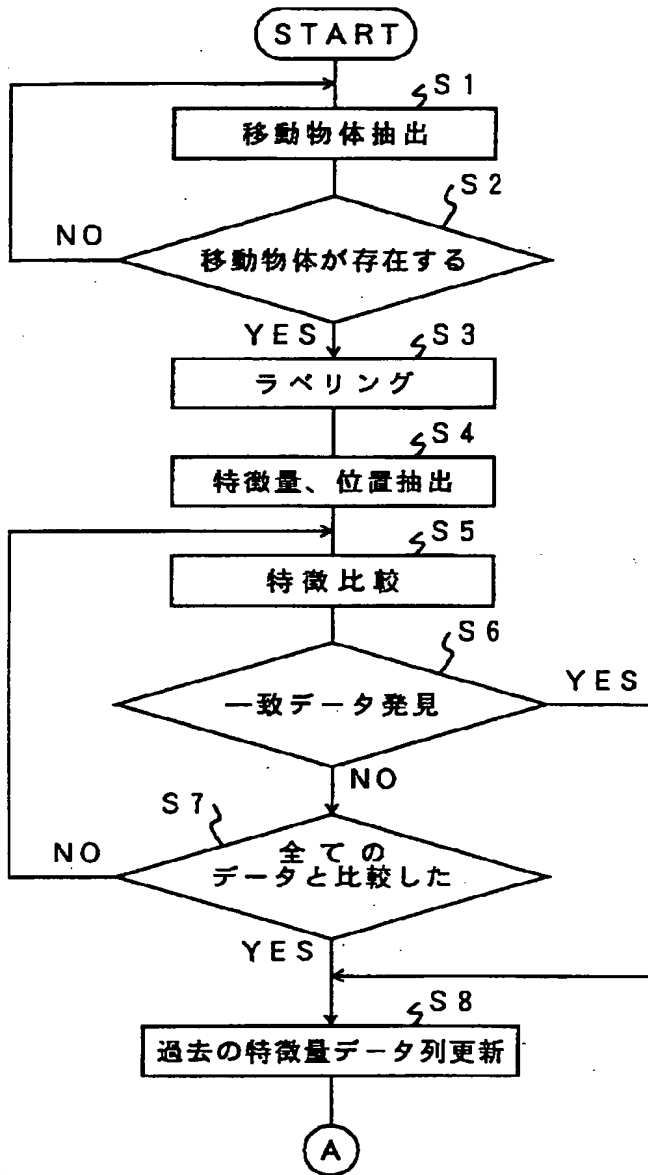 START
S1
移動物体抽出
S2
NO
移動物体が存在する
YES
S3
ラベリング
S4
特徴量、位置抽出
S5
特徴比較
S6
YES
一致データ発見
NO
S7
NO
全ての
データと比較した
YES
S8
過去の特徴量データ列更新
A